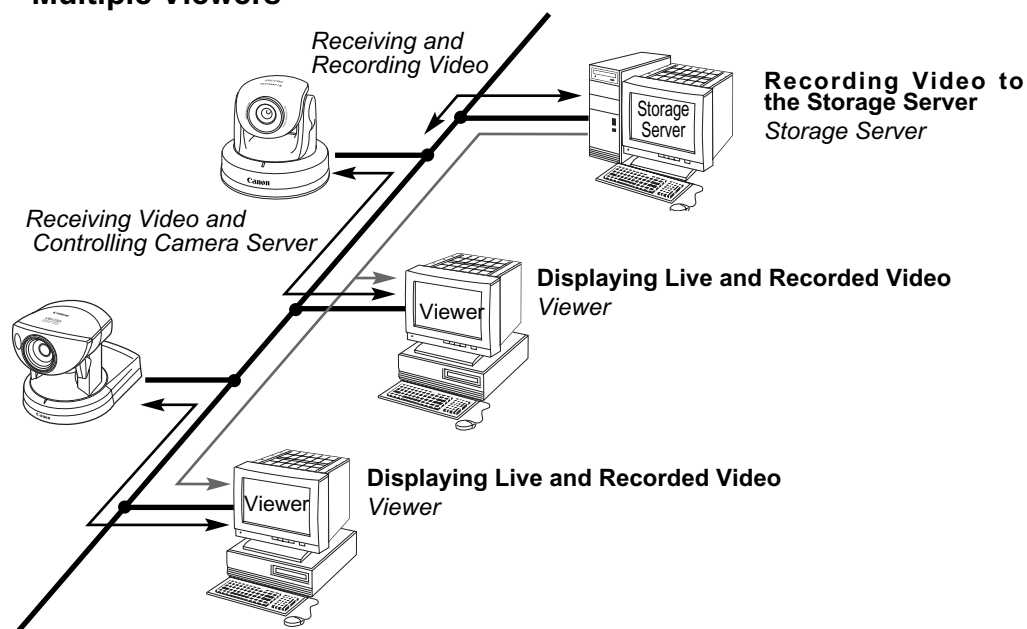 Multiple Viewers
Receiving and
Recording Video
Recording Video to
the Storage Server
Storage Server
Storage
Server
Canon
Receiving Video and
Controlling Camera Server
Displaying Live and Recorded Video
Viewer
Viewer
Canon
Displaying Live and Recorded Video
Viewer
Viewer